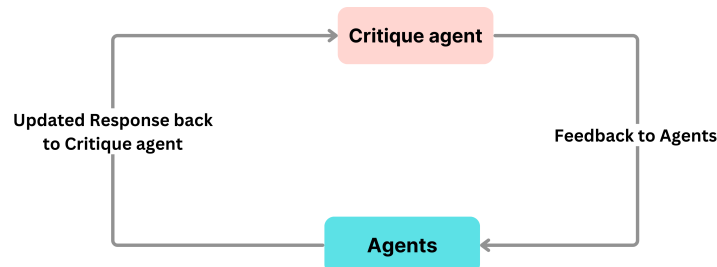 Critique agent
Updated Response back
to Critique agent
Feedback to Agents
Agents